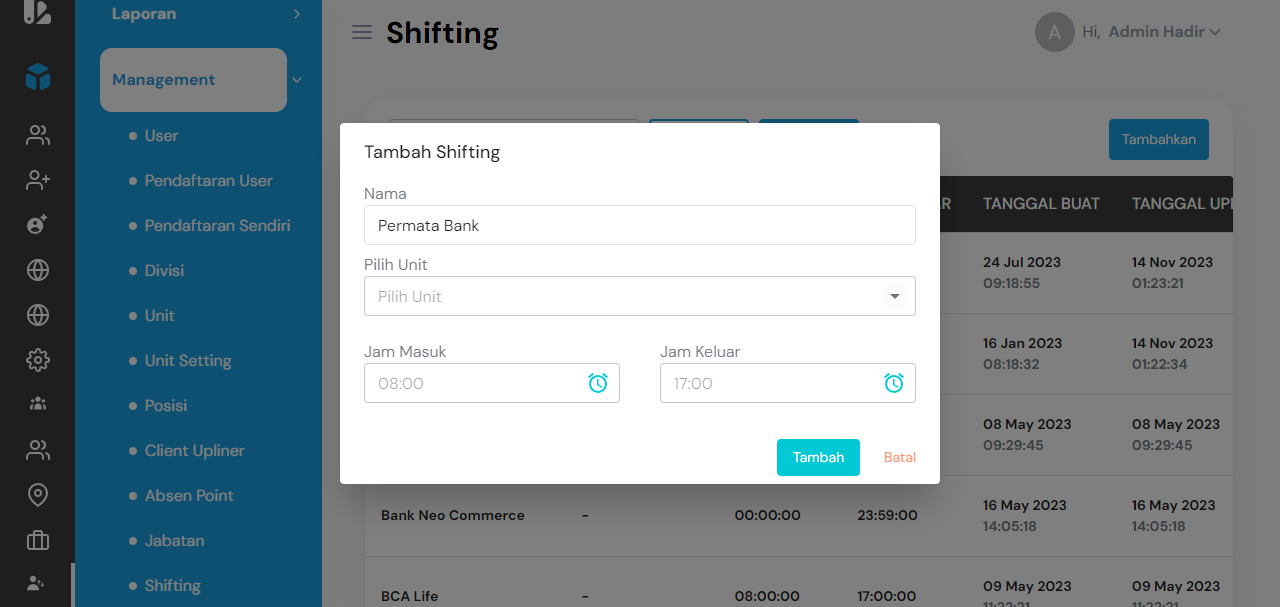 Laporan
Management
User
Pendaftaran User
Pendaftaran Sendiri
Divisi
Unit
Unit Setting
Posisi
Client Upliner
Absen Point
Jabatan
Shifting
Shifting
A Hi, Admin Hadir
Tambahkan
TANGGAL BUAT TANGGAL
24 Jul 2023 14 Nov 2023
09:18:55 01:23:21
16 Jan 2023 14 Nov 2023
08:18:32 01:22:34
08 May 2023 08 May 2023
09:29:45 09:29:45
Bank Neo Commerce - 00:00:00 23:59:00 16 May 2023 16 May 2023
14:05:18 14:05:18
BCA Life - 08:00:00 17:00:00 09 May 2023 09 May 2023
Tambah Shifting
Nama
Permata Bank
Pilih Unit
Pilih Unit
Jam Masuk Jam Keluar
08:00 17:00
Tambah Batal